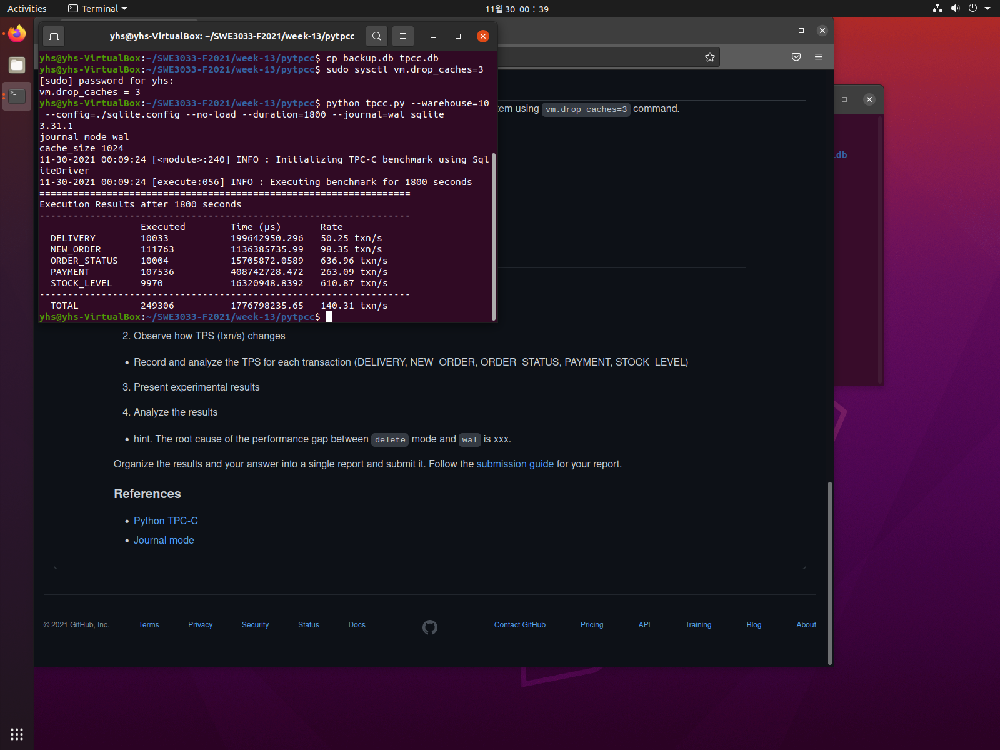 Activities
Terminal
11월 30 00 : 39
yhs@yhs-VirtualBox: ~/SWE3033-F2021/week-13/pytpcc
yhs@yhs-VirtualBox:~/SWE3033-F2021/week-13/pytpcc$ cp backup.db tpcc.db
yhs@yhs-VirtualBox:~/SWE3033-F2021/week-13/pytpcc$ sudo sysctl vm.drop_caches=3
[sudo] password for yhs:
vm.drop_caches = 3
yhs@yhs-VirtualBox:~/SWE3033-F2021/week-13/pytpcc$ python tpcc.py --warehouse=10
 --config=./sqlite.config --no-load --duration=1800 --journal=wal sqlite
3.31.1
journal mode wal
cache_size 1024
11-30-2021 00:09:24 [<module>:240] INFO : Initializing TPC-C benchmark using Sql
iteDriver
11-30-2021 00:09:24 [execute:056] INFO : Executing benchmark for 1800 seconds
==================================================================
Execution Results after 1800 seconds
------------------------------------------------------------------
                  Executed        Time (µs)       Rate
  DELIVERY        10033           199642950.296   50.25 txn/s
  NEW_ORDER       111763          1136385735.99   98.35 txn/s
  ORDER_STATUS    10004           15705872.0589   636.96 txn/s
  PAYMENT         107536          408742728.472   263.09 txn/s
  STOCK_LEVEL     9970            16320948.8392   610.87 txn/s
------------------------------------------------------------------
  TOTAL           249306          1776798235.65   140.31 txn/s
yhs@yhs-VirtualBox:~/SWE3033-F2021/week-13/pytpcc$
tem using vm.drop_caches=3 command.
.db
2. Observe how TPS (txn/s) changes
• Record and analyze the TPS for each transaction (DELIVERY, NEW_ORDER, ORDER_STATUS, PAYMENT, STOCK_LEVEL)
3. Present experimental results
4. Analyze the results
• hint. The root cause of the performance gap between delete mode and wal is xxx.
Organize the results and your answer into a single report and submit it. Follow the submission guide for your report.
References
• Python TPC-C
• Journal mode
© 2021 GitHub, Inc. Terms Privacy Security Status Docs Contact GitHub Pricing API Training Blog About